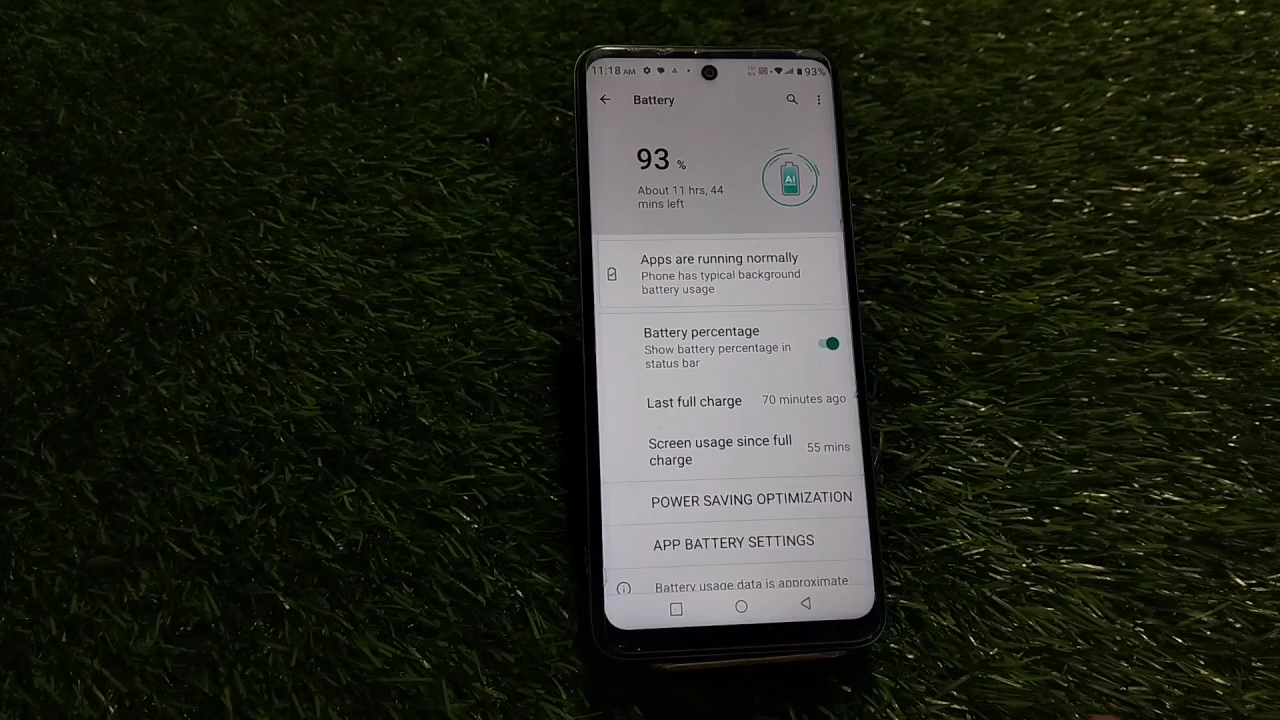 11:18 AM 93%
Battery
93 %
About 11 hrs, 44
mins left
AI
Apps are running normally
Phone has typical background
battery usage
Battery percentage
Show battery percentage in
status bar
Last full charge 70 minutes ago
Screen usage since full
charge
55 mins
POWER SAVING OPTIMIZATION
APP BATTERY SETTINGS
Battery usage data is approximate